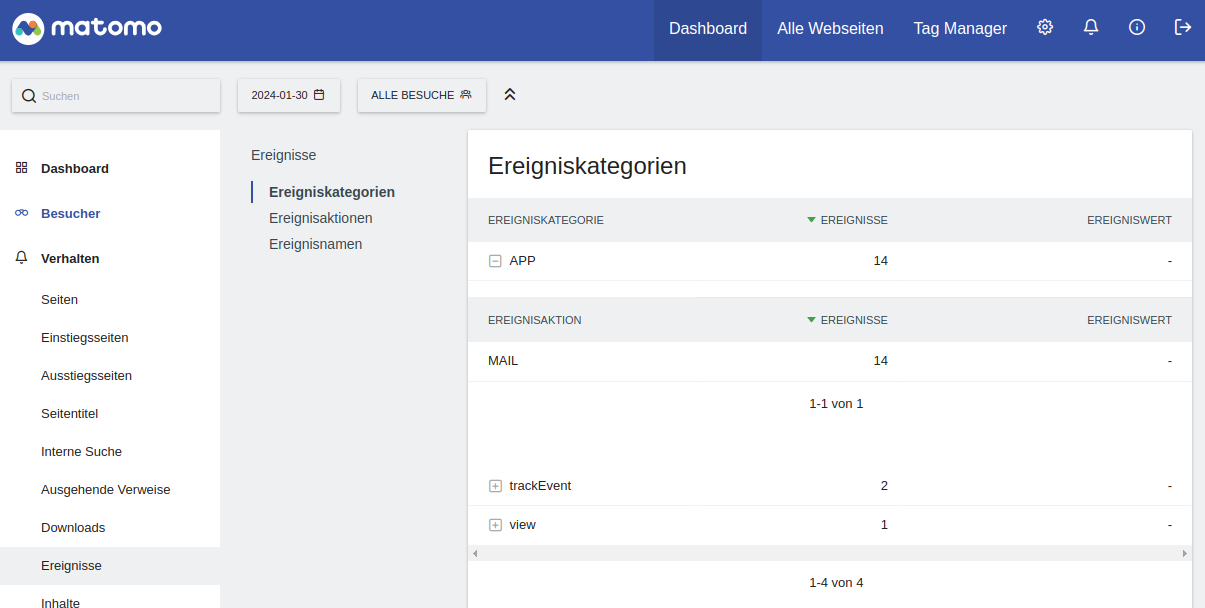 matomo
Dashboard Alle Webseiten Tag Manager
Suchen
2024-01-30
ALLE BESUCHE
Dashboard
Besucher
Verhalten
Seiten
Einstiegsseiten
Ausstiegsseiten
Seitentitel
Interne Suche
Ausgehende Verweise
Downloads
Ereignisse
Inhalte
Ereignisse
Ereigniskategorien
Ereignisaktionen
Ereignisnamen
Ereigniskategorien
EREIGNISKATEGORIE EREIGNISSE EREIGNISWERT
APP 14 -
EREIGNISAKTION EREIGNISSE EREIGNISWERT
MAIL 14 -
1-1 von 1
trackEvent 2 -
view 1 -
1-4 von 4